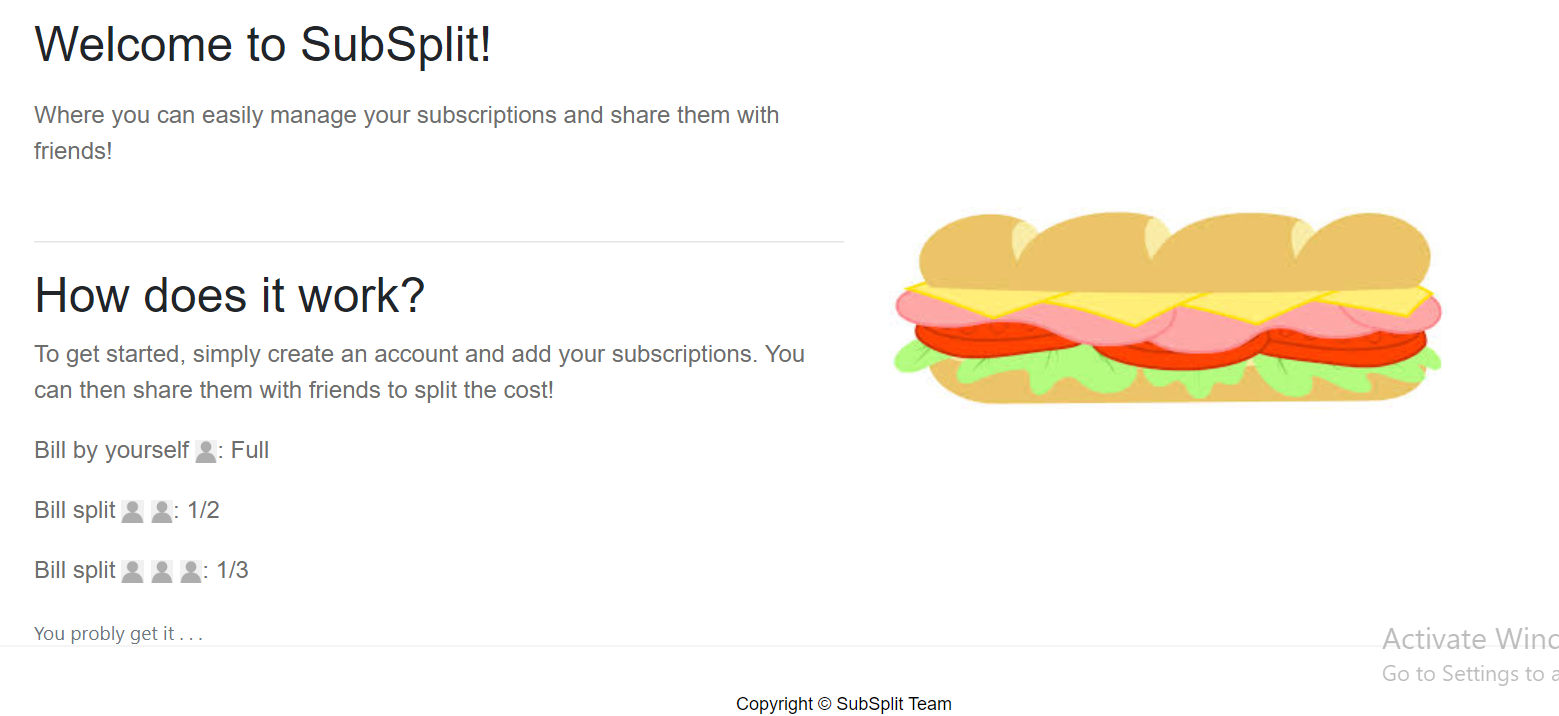 Welcome to SubSplit!
Where you can easily manage your subscriptions and share them with
friends!
How does it work?
To get started, simply create an account and add your subscriptions. You
can then share them with friends to split the cost!
Bill by yourself : Full
Bill split : 1/2
Bill split : 1/3
You probly get it . . .
Activate Wind
Go to Settings to a
Copyright © SubSplit Team